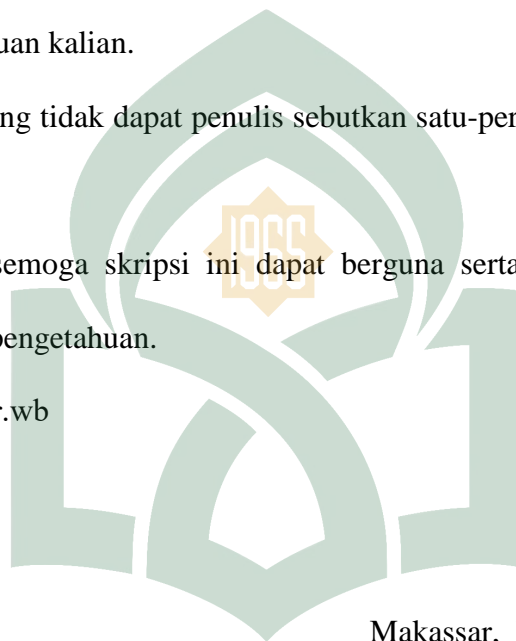 uan kalian.
ng tidak dapat penulis sebutkan satu-per
1965
semoga skripsi ini dapat berguna serta
pengetahuan.
r.wb
Makassar,